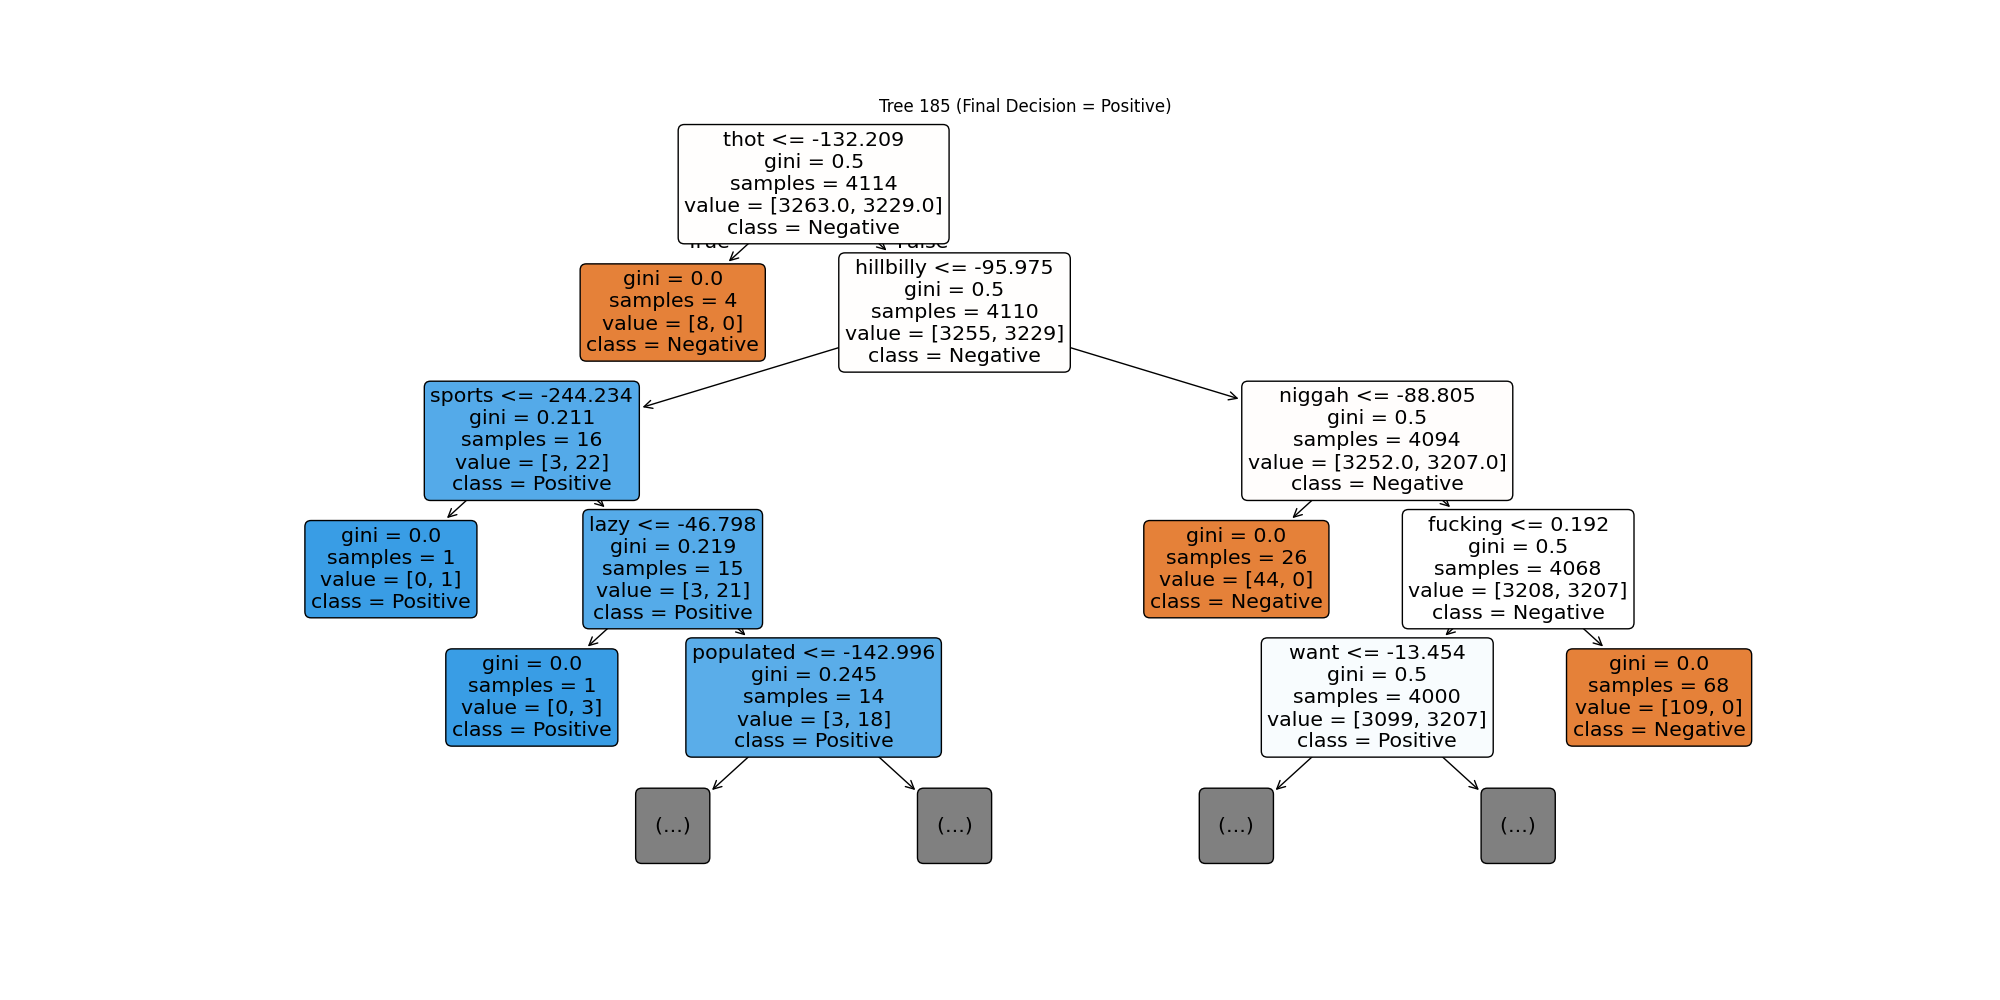 Tree 185 (Final Decision = Positive)
thot <= -132.209
gini = 0.5
samples = 4114
value = [3263.0, 3229.0]
class = Negative
True
False
gini = 0.0
samples = 4
value = [8, 0]
class = Negative
hillbilly <= -95.975
gini = 0.5
samples = 4110
value = [3255, 3229]
class = Negative
sports <= -244.234
gini = 0.211
samples = 16
value = [3, 22]
class = Positive
niggah <= -88.805
gini = 0.5
samples = 4094
value = [3252.0, 3207.0]
class = Negative
gini = 0.0
samples = 1
value = [0, 1]
class = Positive
lazy <= -46.798
gini = 0.219
samples = 15
value = [3, 21]
class = Positive
gini = 0.0
samples = 26
value = [44, 0]
class = Negative
fucking <= 0.192
gini = 0.5
samples = 4068
value = [3208, 3207]
class = Negative
gini = 0.0
samples = 1
value = [0, 3]
class = Positive
populated <= -142.996
gini = 0.245
samples = 14
value = [3, 18]
class = Positive
want <= -13.454
gini = 0.5
samples = 4000
value = [3099, 3207]
class = Positive
gini = 0.0
samples = 68
value = [109, 0]
class = Negative
(...)
(...)
(...)
(...)